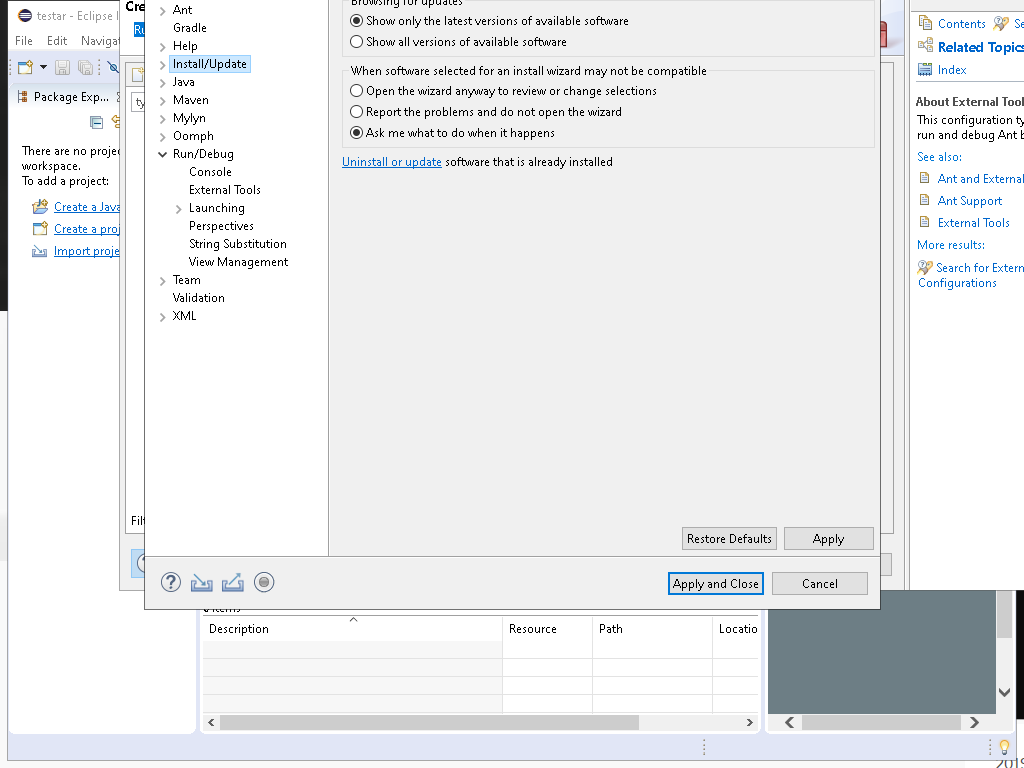 testar - Eclipse I
File Edit Navigat
Package Exp...
There are no proje
workspace.
To add a project:
Create a Java
Create a proj
Import proje
Cre
Ru
ty
Filt
Ant
Gradle
Help
Install/Update
Java
Maven
Mylyn
Oomph
Run/Debug
Console
External Tools
Launching
Perspectives
String Substitution
View Management
Team
Validation
XML
Browsing for updates
Show only the latest versions of available software
Show all versions of available software
When software selected for an install wizard may not be compatible
Open the wizard anyway to review or change selections
Report the problems and do not open the wizard
Ask me what to do when it happens
Uninstall or update software that is already installed
Restore Defaults Apply
Apply and Close Cancel
Contents Se
Related Topics
Index
About External Tool
This configuration ty
run and debug Ant b
See also:
Ant and External
Ant Support
External Tools
More results:
Search for Extern
Configurations
0 items
Description Resource Path Locatio
2019